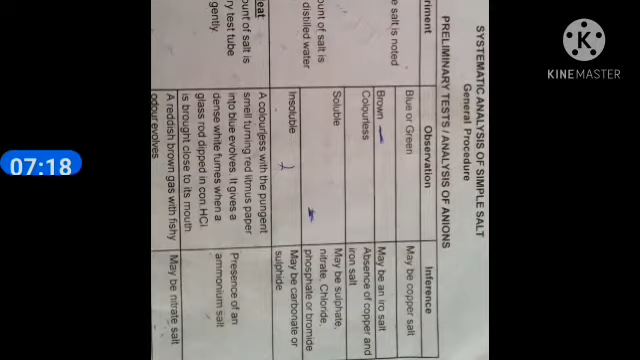 SYSTEMATIC ANALYSIS OF SIMPLE SALT
General Procedure
PRELIMINARY TESTS / ANALYSIS OF ANIONS
riment
Observation
Inference
e salt is noted
Blue or Green
May be copper salt
Brown
May be an iro salt
Colourless
Absence of copper and
iron salt
ount of salt is
distilled water
Soluble
May be sulphate,
nitrate, Chloride,
phosphate or bromide
Insoluble
May be carbonate or
sulphide
eat
ount of salt is
ry test tube
gently
A colourless with the pungent
smell turning red litmus paper
into blue evolves. It gives a
dense white fumes when a
glass rod dipped in con.HCl
is brought close to its mouth
Presence of an
ammonium salt
A reddish brown gas with fishy
odour evolves
May be nitrate salt
07:18
K
KINEMASTER